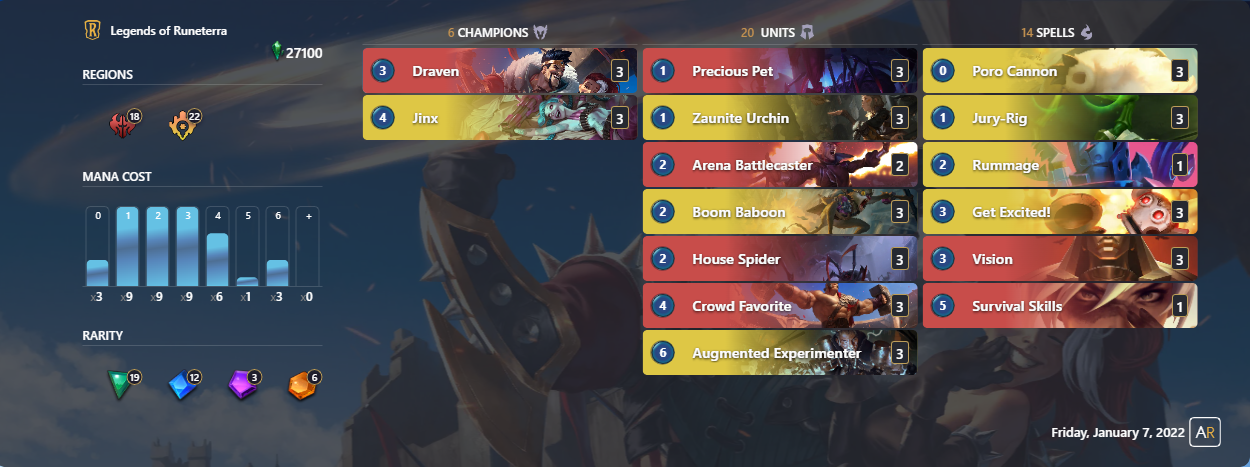 Legends of Runeterra
27100
REGIONS
18
22
MANA COST
0 1 2 3 4 5 6 +
x3 x9 x9 x9 x6 x1 x3 x0
RARITY
19 12 3 6
6 CHAMPIONS
3 Draven 3
4 Jinx 3
20 UNITS
1 Precious Pet 3
1 Zaunite Urchin 3
2 Arena Battlecaster 2
2 Boom Baboon 3
2 House Spider 3
4 Crowd Favorite 3
6 Augmented Experimenter 3
14 SPELLS
0 Poro Cannon 3
1 Jury-Rig 3
2 Rummage 1
3 Get Excited! 3
3 Vision 3
5 Survival Skills 1
Friday, January 7, 2022 AR